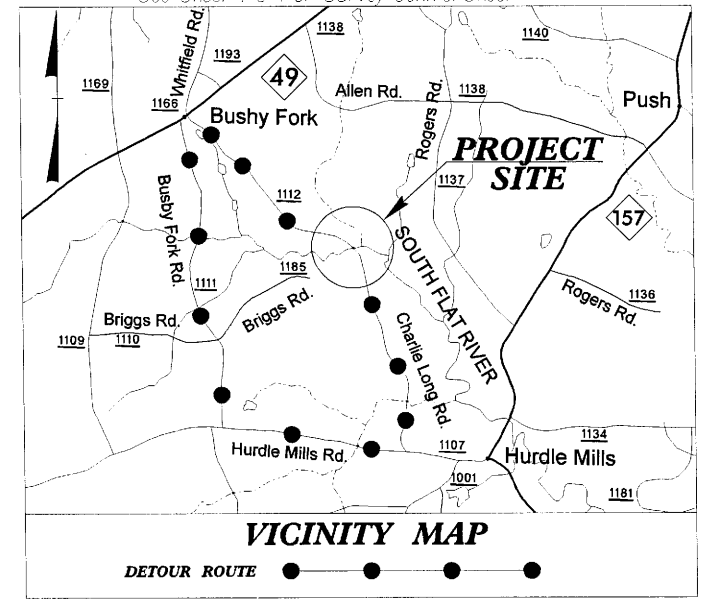 Whitfield Rd.
1138
1140
1193
1169
49
Allen Rd.
1138
1166
Push
Bushy Fork
Rogers Rd.
PROJECT
SITE
1137
1112
157
Busby Fork Rd.
SOUTH FLAT RIVER
1185
1111
Briggs Rd.
1136
Rogers Rd.
Briggs Rd.
1109
1110
Charlie Long Rd.
Hurdle Mills Rd.
1107
1134
Hurdle Mills
1001
1181
VICINITY MAP
DETOUR ROUTE